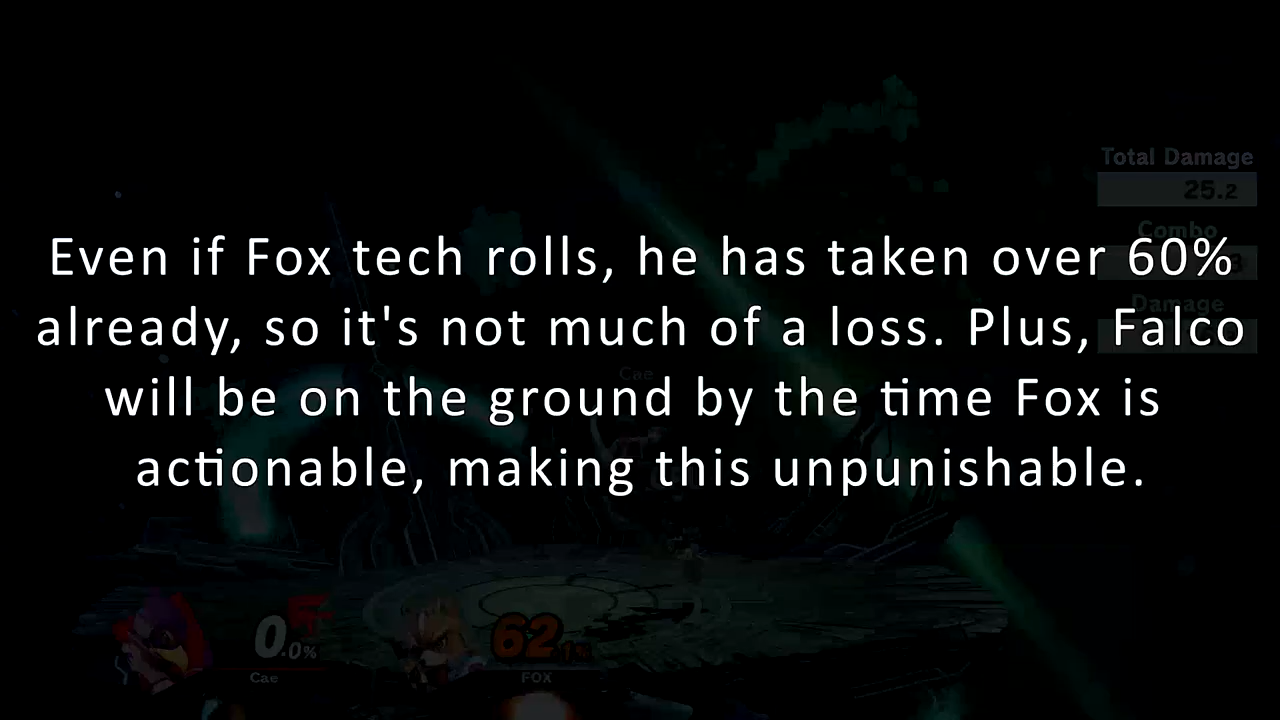 Total Damage
25.2
Combo
3
Damage
Even if Fox tech rolls, he has taken over 60%
already, so it's not much of a loss. Plus, Falco
will be on the ground by the time Fox is
actionable, making this unpunishable.
Cae
0.0%
Cae
62.1%
FOX